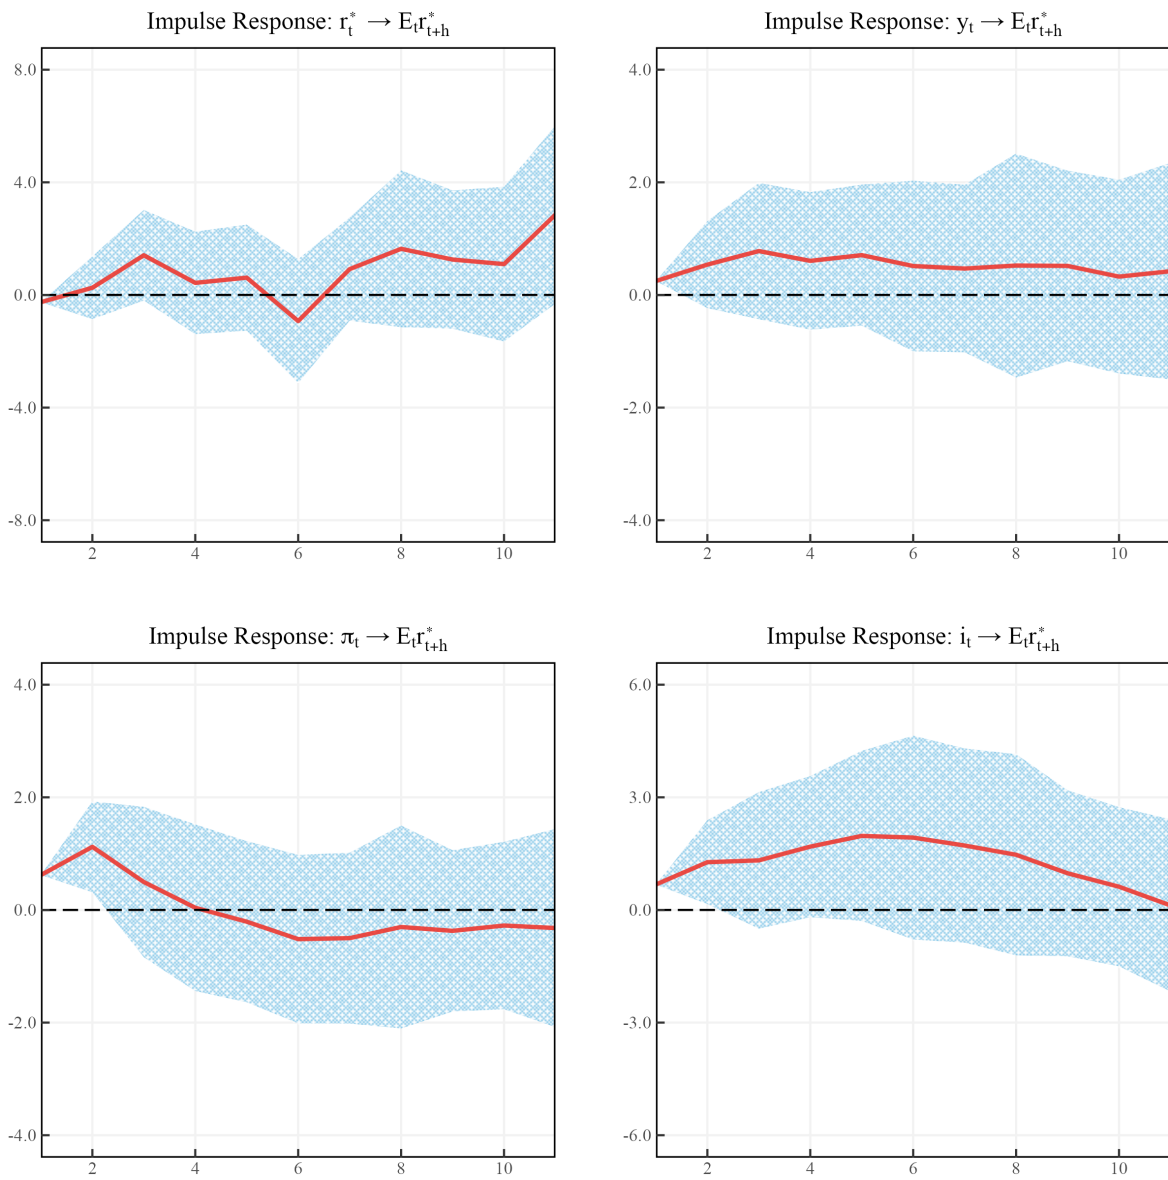 Impulse Response: r*t → Etr*t+h
8.0
4.0
0.0
-4.0
-8.0
2 4 6 8 10
Impulse Response: yt → Etr*t+h
4.0
2.0
0.0
-2.0
-4.0
2 4 6 8 10
Impulse Response: πt → Etr*t+h
4.0
2.0
0.0
-2.0
-4.0
2 4 6 8 10
Impulse Response: it → Etr*t+h
6.0
3.0
0.0
-3.0
-6.0
2 4 6 8 10